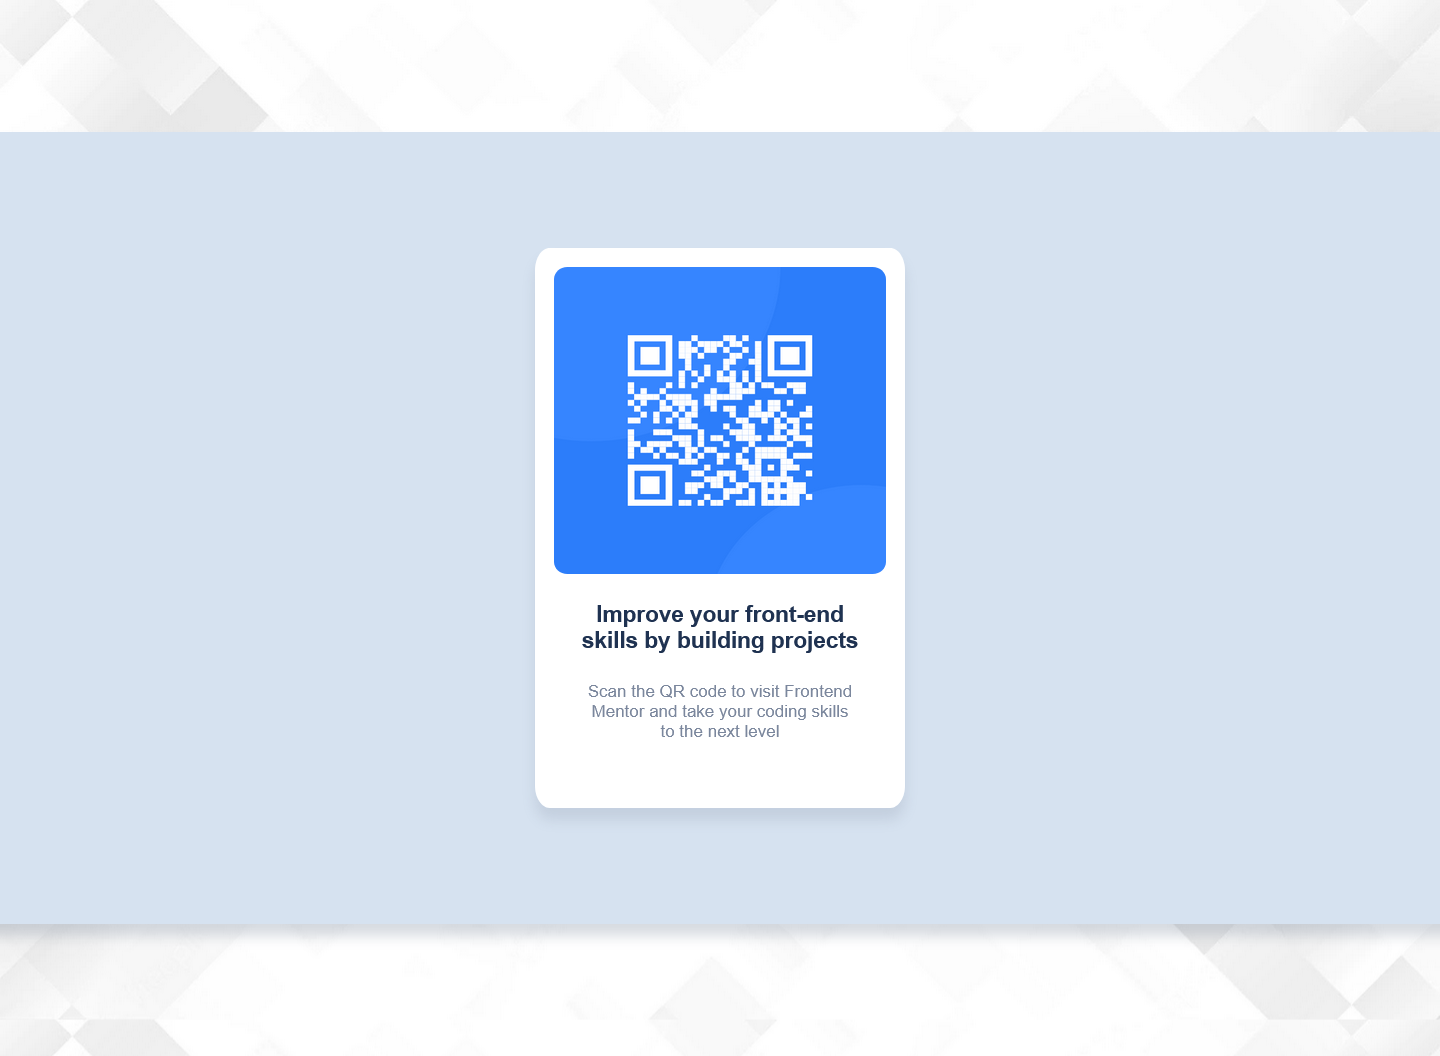 Improve your front-end
skills by building projects
Scan the QR code to visit Frontend
Mentor and take your coding skills
to the next level